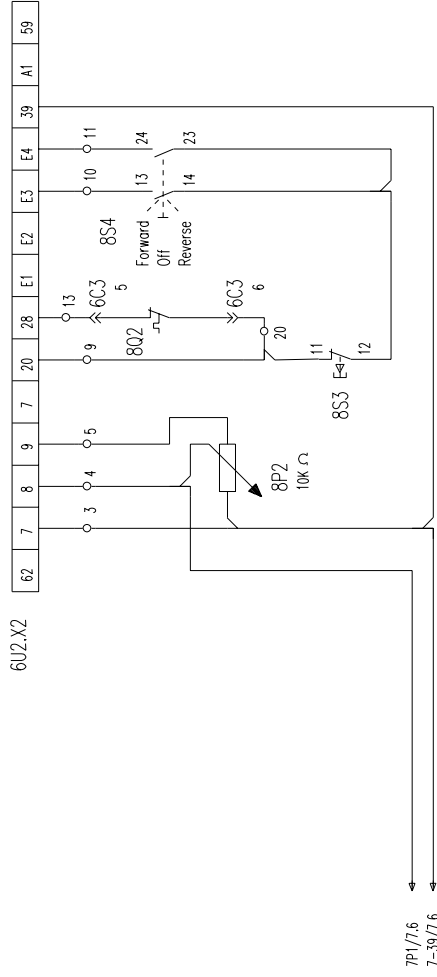 59
A1
39
E4
E3
E2
E1
28
20
7
9
8
7
62
6U2.X2
11
24
23
10
13
14
8S4
Forward
Off
Reverse
13
6C3
5
8Q2
6C3
6
20
9
11
12
8S3
5
4
3
8P2
10K Ω
7P1/7.6
7-39/7.6